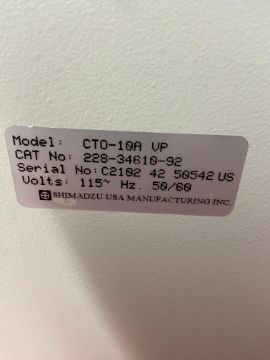 Model: CTO-10A VP
CAT No: 228-34610-92
Serial No: C2102 42 50542 US
Volts: 115~ Hz. 50/60
SHIMADZU USA MANUFACTURING INC.